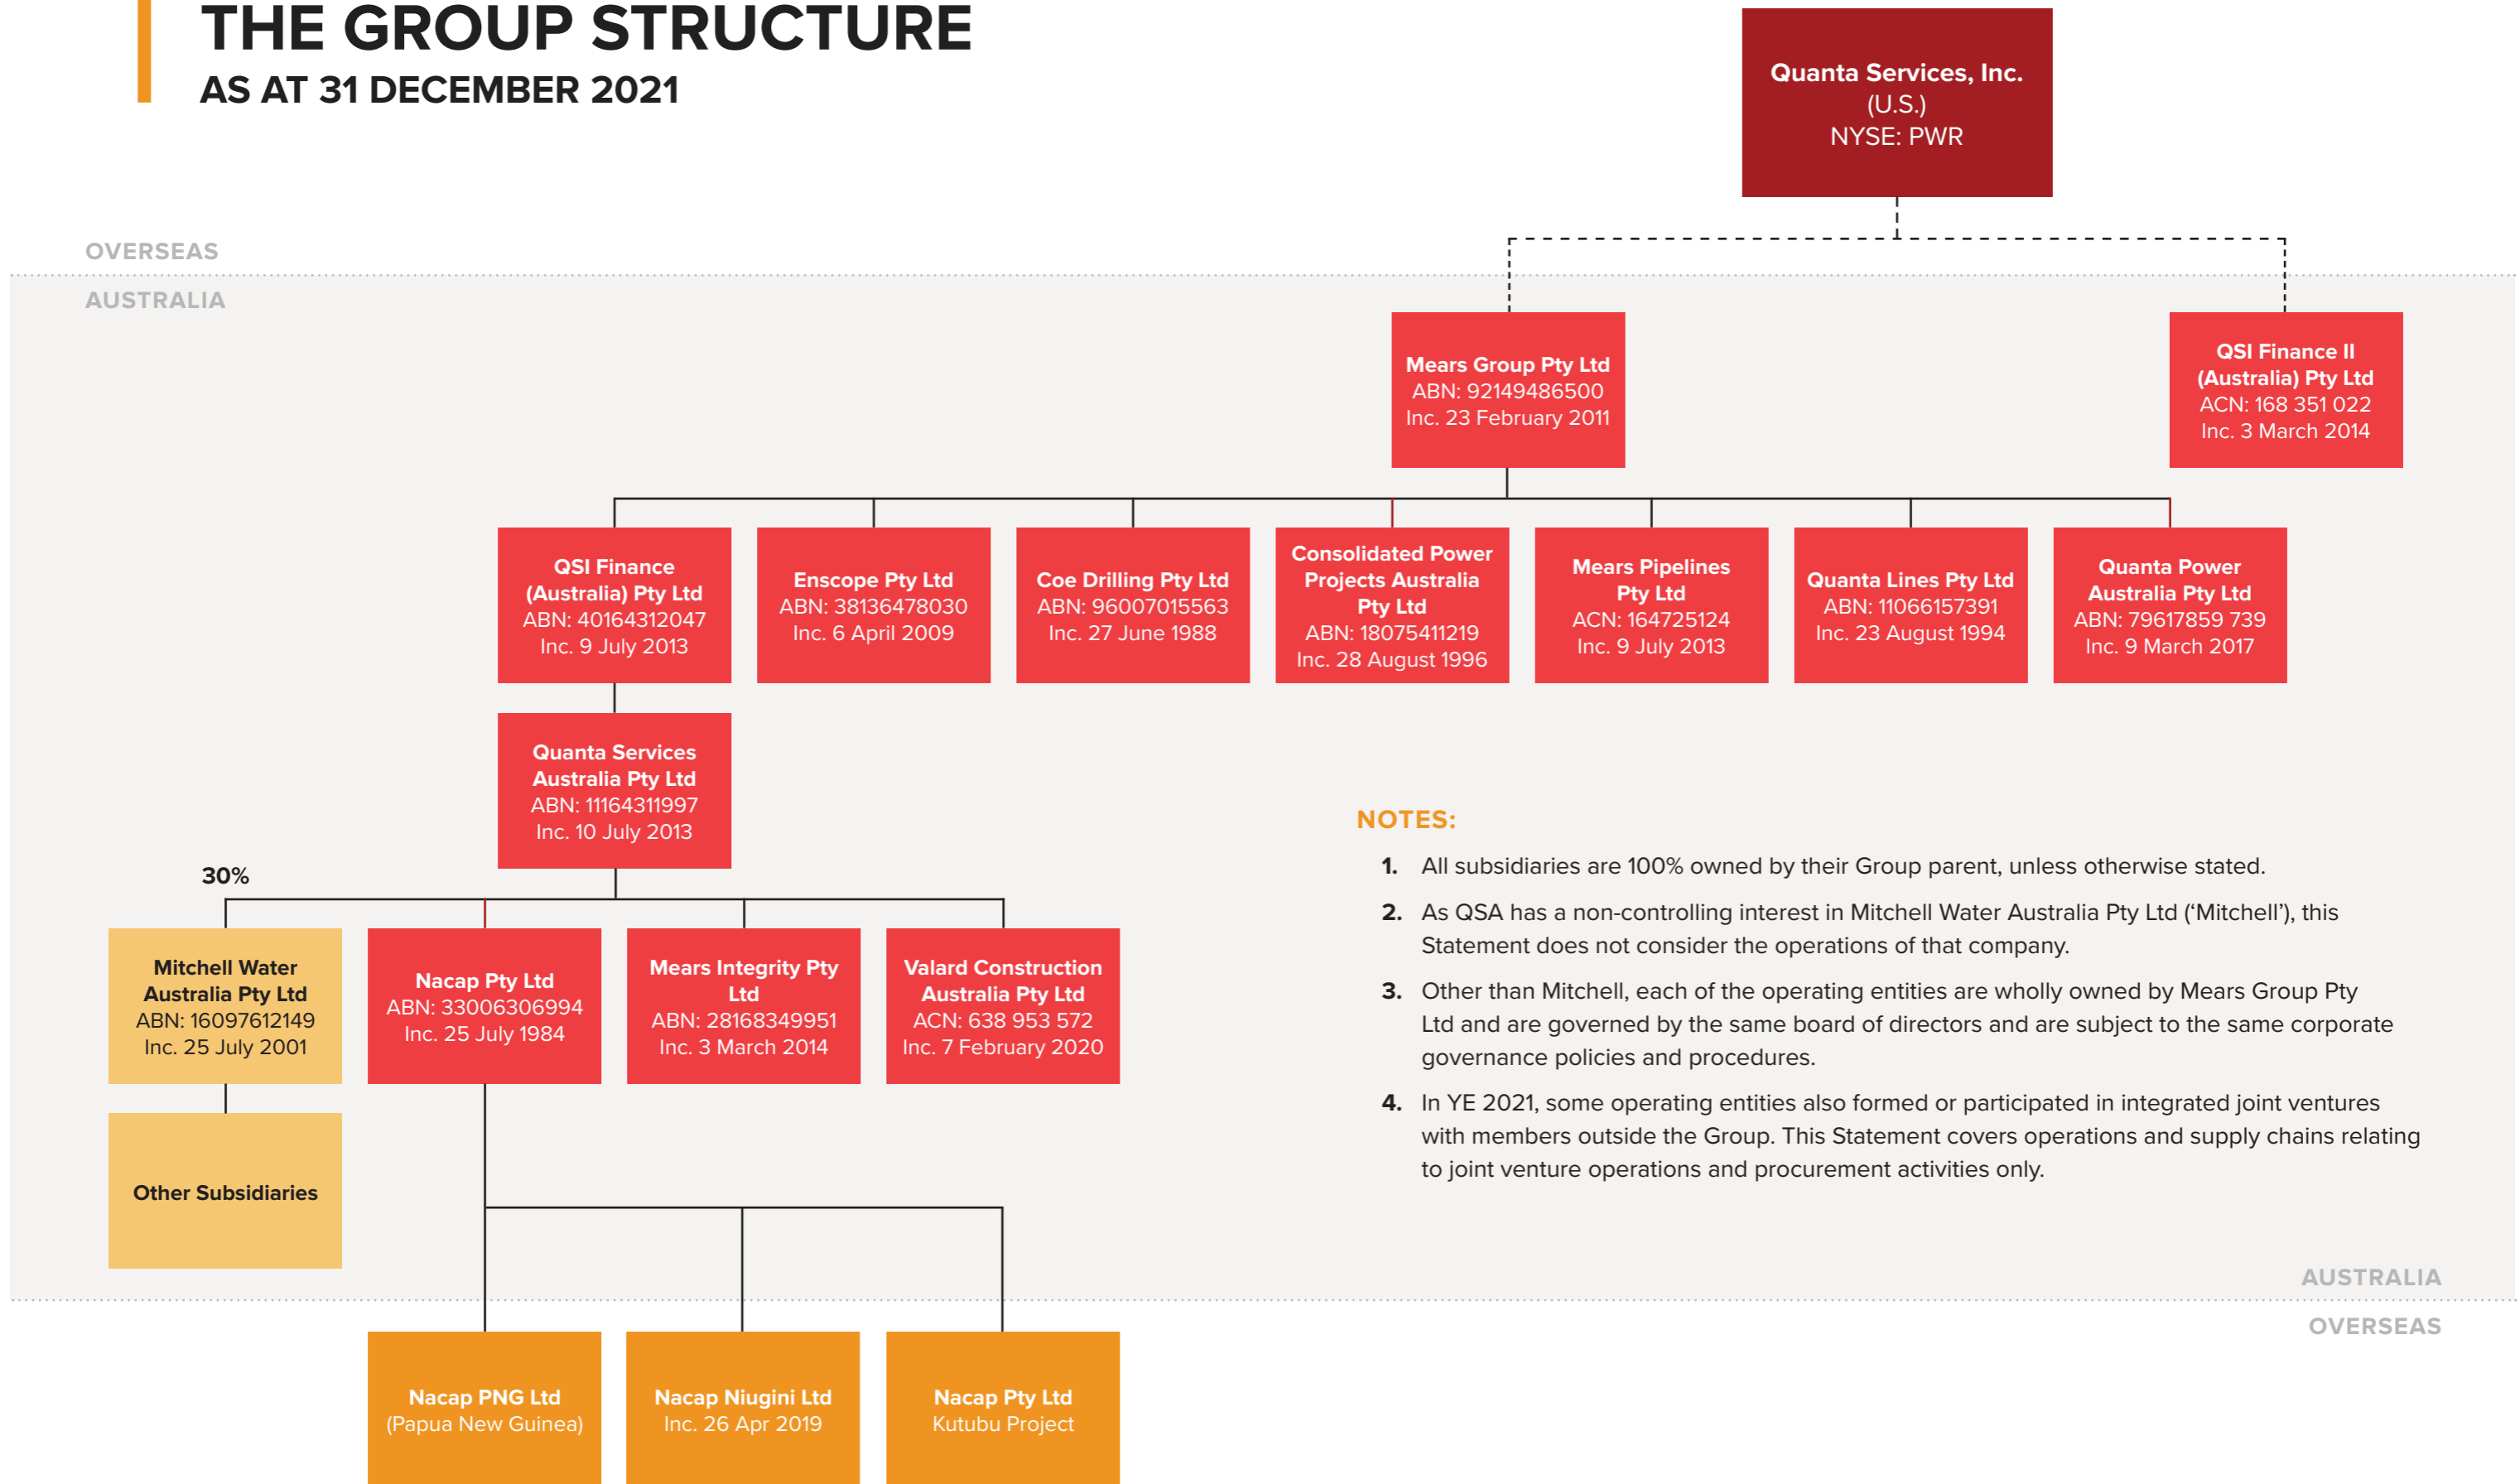 THE GROUP STRUCTURE
AS AT 31 DECEMBER 2021
Quanta Services, Inc.
(U.S.)
NYSE: PWR
OVERSEAS
AUSTRALIA
Mears Group Pty Ltd
ABN: 92149486500
Inc. 23 February 2011
QSI Finance II
(Australia) Pty Ltd
ACN: 168 351 022
Inc. 3 March 2014
QSI Finance
(Australia) Pty Ltd
ABN: 40164312047
Inc. 9 July 2013
Enscope Pty Ltd
ABN: 38136478030
Inc. 6 April 2009
Coe Drilling Pty Ltd
ABN: 96007015563
Inc. 27 June 1988
Consolidated Power
Projects Australia
Pty Ltd
ABN: 18075411219
Inc. 28 August 1996
Mears Pipelines
Pty Ltd
ACN: 164725124
Inc. 9 July 2013
Quanta Lines Pty Ltd
ABN: 11066157391
Inc. 23 August 1994
Quanta Power
Australia Pty Ltd
ABN: 79617859 739
Inc. 9 March 2017
Quanta Services
Australia Pty Ltd
ABN: 11164311997
Inc. 10 July 2013
30%
Mitchell Water
Australia Pty Ltd
ABN: 16097612149
Inc. 25 July 2001
Nacap Pty Ltd
ABN: 33006306994
Inc. 25 July 1984
Mears Integrity Pty
Ltd
ABN: 28168349951
Inc. 3 March 2014
Valard Construction
Australia Pty Ltd
ACN: 638 953 572
Inc. 7 February 2020
Other Subsidiaries
NOTES:
1. All subsidiaries are 100% owned by their Group parent, unless otherwise stated.
2. As QSA has a non-controlling interest in Mitchell Water Australia Pty Ltd (‘Mitchell’), this
Statement does not consider the operations of that company.
3. Other than Mitchell, each of the operating entities are wholly owned by Mears Group Pty
Ltd and are governed by the same board of directors and are subject to the same corporate
governance policies and procedures.
4. In YE 2021, some operating entities also formed or participated in integrated joint ventures
with members outside the Group. This Statement covers operations and supply chains relating
to joint venture operations and procurement activities only.
AUSTRALIA
OVERSEAS
Nacap PNG Ltd
(Papua New Guinea)
Nacap Niugini Ltd
Inc. 26 Apr 2019
Nacap Pty Ltd
Kutubu Project